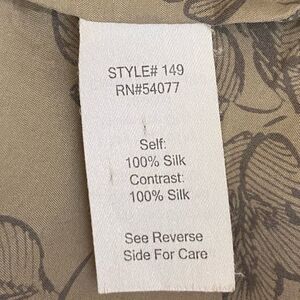 STYLE# 149
RN#54077
Self:
100% Silk
Contrast:
100% Silk
See Reverse
Side For Care